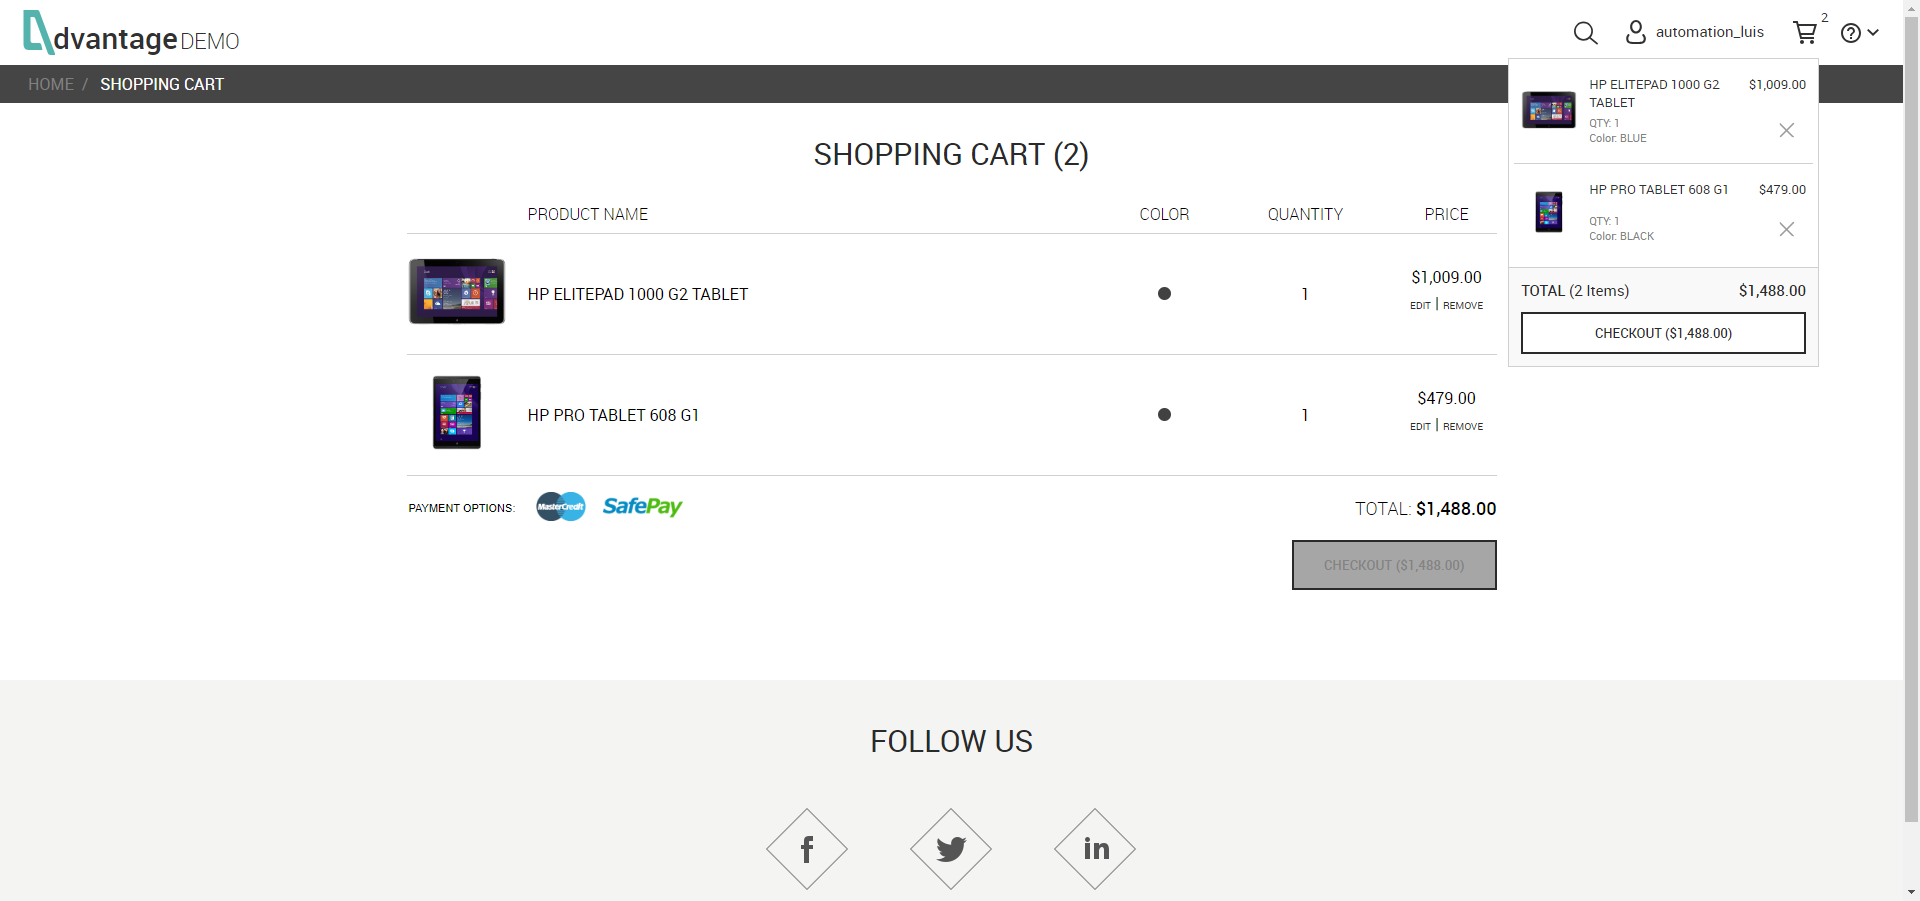 dvantage DEMO
automation_luis
2
HOME / SHOPPING CART
HP ELITEPAD 1000 G2 TABLET
$1,009.00
QTY: 1
Color: BLUE
HP PRO TABLET 608 G1
$479.00
QTY: 1
Color: BLACK
TOTAL (2 Items) $1,488.00
CHECKOUT ($1,488.00)
SHOPPING CART (2)
PRODUCT NAME COLOR QUANTITY PRICE
HP ELITEPAD 1000 G2 TABLET 1 $1,009.00
EDIT | REMOVE
HP PRO TABLET 608 G1 1 $479.00
EDIT | REMOVE
PAYMENT OPTIONS: MasterCredit SafePay
TOTAL: $1,488.00
CHECKOUT ($1,488.00)
FOLLOW US
f
in